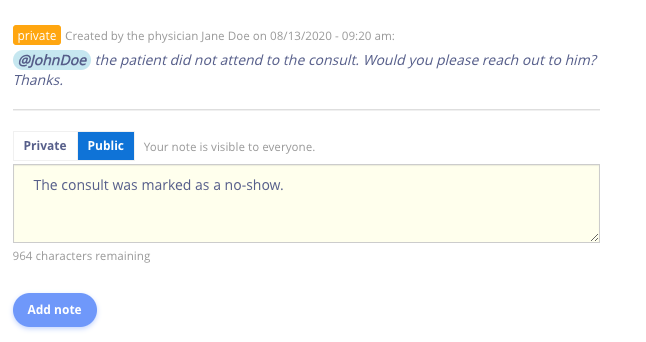 private Created by the physician Jane Doe on 08/13/2020 - 09:20 am:
@JohnDoe the patient did not attend to the consult. Would you please reach out to him?
Thanks.
Private Public Your note is visible to everyone.
The consult was marked as a no-show.
964 characters remaining
Add note